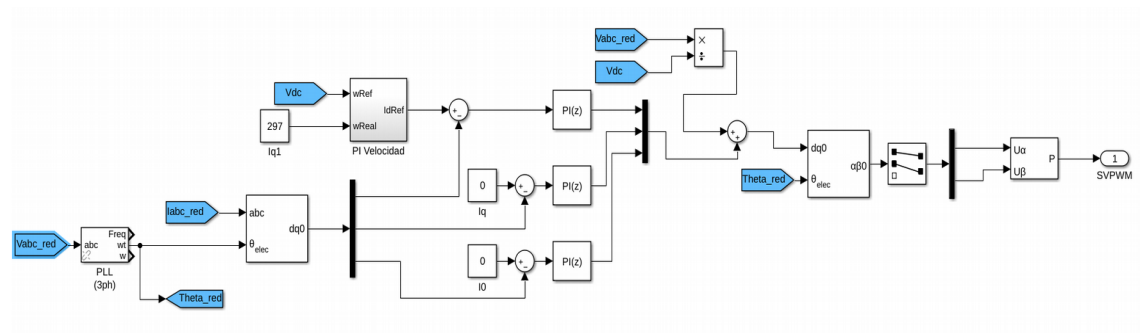 Vabc_red
×
÷
Vdc
Vdc
wRef
IdRef
wReal
297
Iq1
PI Velocidad
+
−
PI(z)
+
+
dq0
αβ0
θelec
Theta_red
Uα
P
Uβ
1
SVPWM
0
+
−
PI(z)
Iq
Iabc_red
abc
dq0
θelec
Vabc_red
abc
Freq
wt
w
PLL
(3ph)
Theta_red
0
+
−
PI(z)
I0